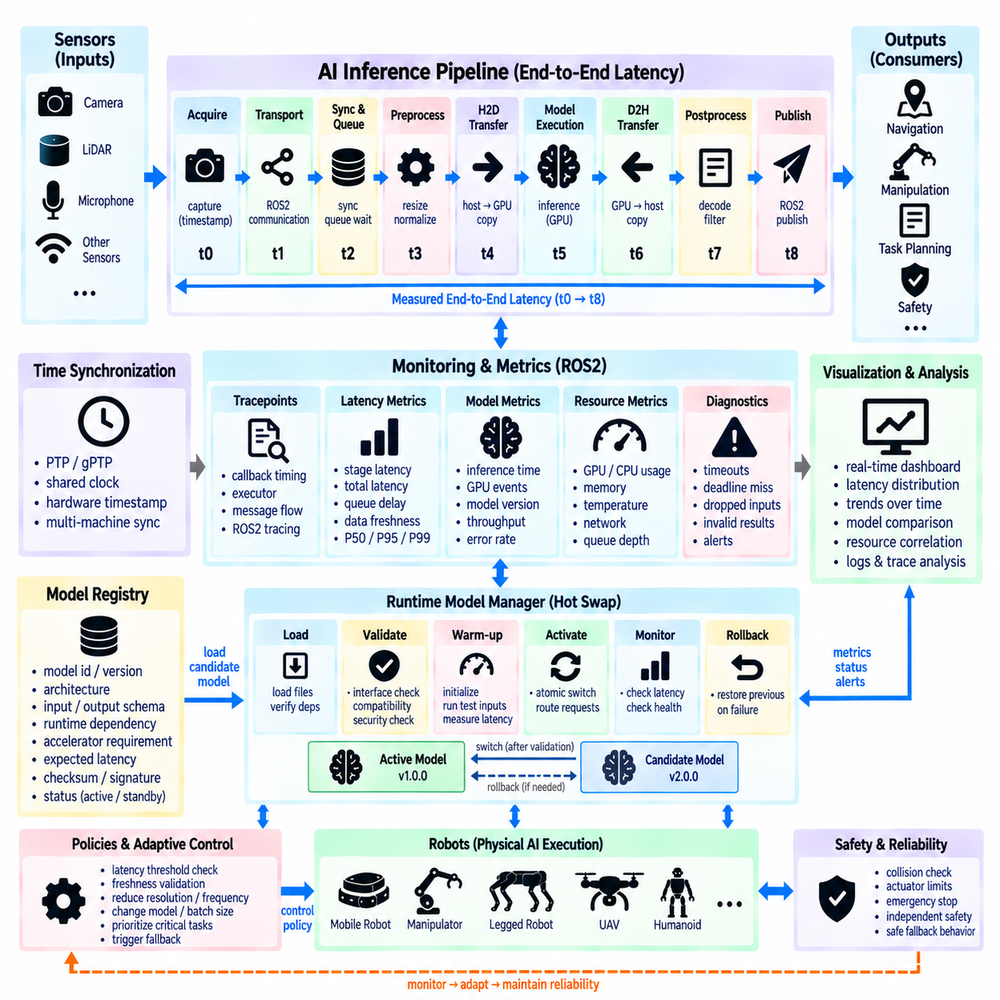 Sensors
(Inputs)
Camera
LiDAR
Microphone
Other
Sensors
...
AI Inference Pipeline (End-to-End Latency)
Acquire
capture
(timestamp)
t0
Transport
ROS2
communication
t1
Sync &
Queue
sync
queue wait
t2
Preprocess
resize
normalize
t3
H2D
Transfer
host → GPU
copy
t4
Model
Execution
inference
(GPU)
t5
D2H
Transfer
GPU → host
copy
t6
Postprocess
decode
filter
t7
Publish
ROS2
publish
t8
Measured End-to-End Latency (t0 → t8)
Outputs
(Consumers)
Navigation
Manipulation
Task Planning
Safety
...
Time Synchronization
• PTP / gPTP
• shared clock
• hardware timestamp
• multi-machine sync
Monitoring & Metrics (ROS2)
Tracepoints
• callback timing
• executor
• message flow
• ROS2 tracing
Latency Metrics
• stage latency
• total latency
• queue delay
• data freshness
• P50 / P95 / P99
Model Metrics
• inference time
• GPU events
• model version
• throughput
• error rate
Resource Metrics
• GPU / CPU usage
• memory
• temperature
• network
• queue depth
Diagnostics
• timeouts
• deadline miss
• dropped inputs
• invalid results
• alerts
Visualization & Analysis
• real-time dashboard
• latency distribution
• trends over time
• model comparison
• resource correlation
• logs & trace analysis
Model Registry
• model id / version
• architecture
• input / output schema
• runtime dependency
• accelerator requirement
• expected latency
• checksum / signature
• status (active / standby)
load
candidate
model
Runtime Model Manager (Hot Swap)
Load
load files
verify deps
Validate
• interface check
compatibility
security check
Warm-up
initialize
run test inputs
measure latency
Activate
• atomic switch
route requests
Monitor
• check latency
check health
Rollback
• restore previous
on failure
Active Model
v1.0.0
switch (after validation)
rollback (if needed)
Candidate Model
v2.0.0
metrics
status
alerts
Policies & Adaptive Control
• latency threshold check
• freshness validation
• reduce resolution / frequency
• change model / batch size
• prioritize critical tasks
• trigger fallback
control
policy
Robots (Physical AI Execution)
Mobile Robot
Manipulator
Legged Robot
UAV
Humanoid
...
Safety & Reliability
• collision check
• actuator limits
• emergency stop
• independent safety
• safe fallback behavior
monitor → adapt → maintain reliability